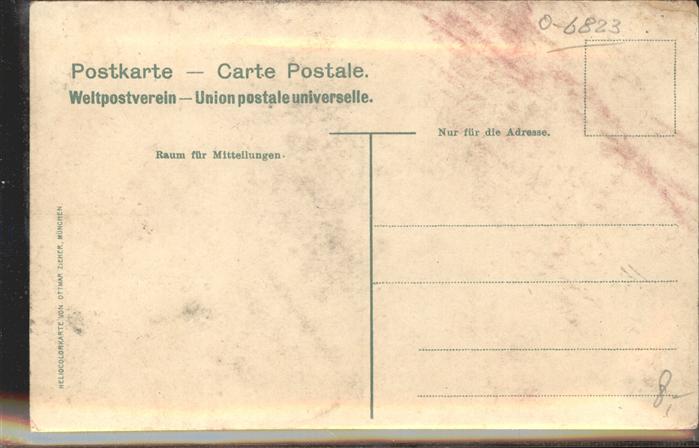 O-6823
Postkarte — Carte Postale.
Weltpostverein — Union postale universelle.
Nur für die Adresse.
Raum für Mitteilungen.
HELIOCOLORKARTE VON OTTMAR ZIEHER, MÜNCHEN